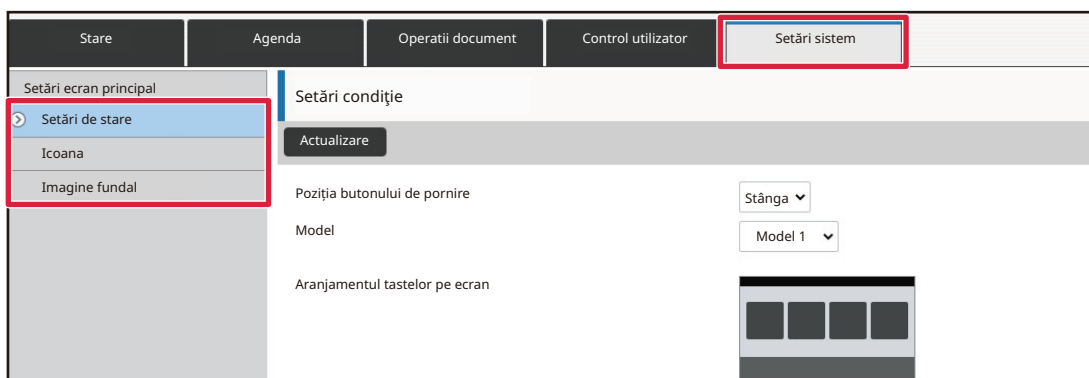 Stare
Agenda
Operatii document
Control utilizator
Setări sistem
Setări ecran principal
Setări de stare
Icoana
Imagine fundal
Setări condiţie
Actualizare
Poziția butonului de pornire
Stânga
Model
Model 1
Aranjamentul tastelor pe ecran